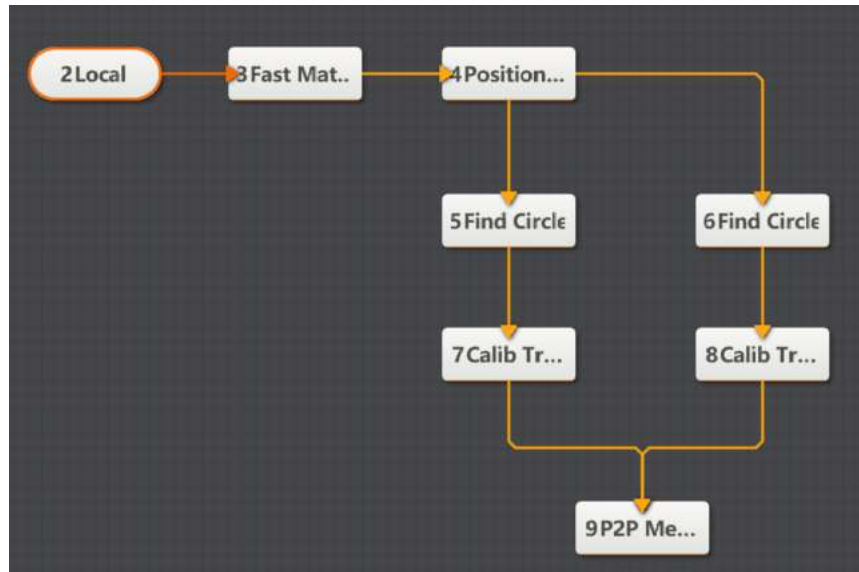 2Local
3Fast Mat..
4Position...
5Find Circle
6Find Circle
7Calib Tr...
8Calib Tr...
9P2P Me...